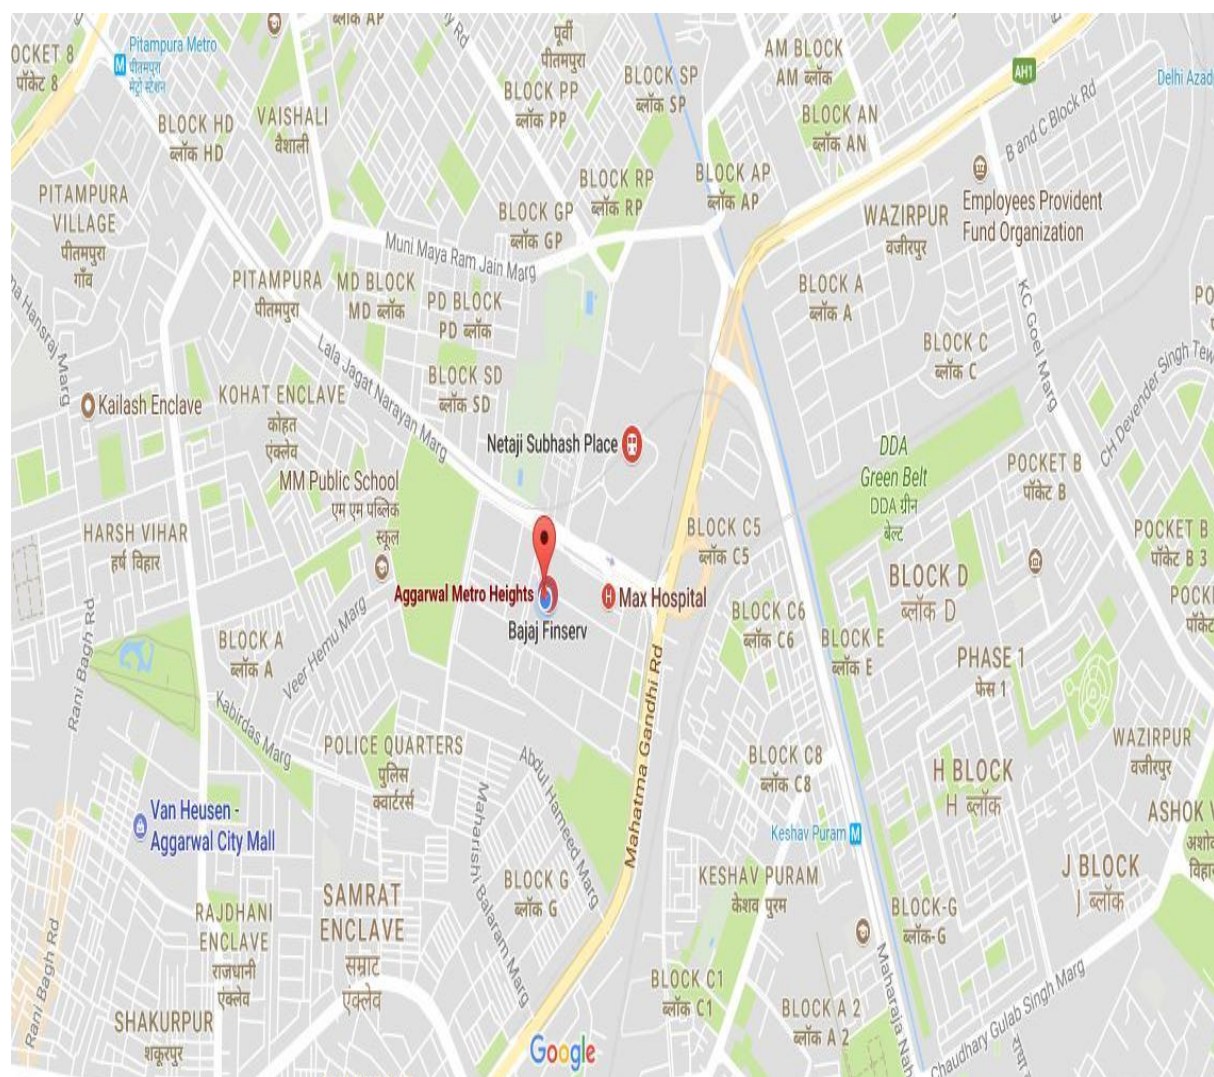 ब्लॉक AP
OCKET 8
पॉकेट 8
Pitampura Metro
पीतमपुरा
मेट्रो स्टेशन
y Rd
पूर्वी
पीतमपुरा
AM BLOCK
AM ब्लॉक
BLOCK SP
ब्लॉक SP
AH1
Delhi Azad
BLOCK PP
ब्लॉक PP
VAISHALI
वैशाली
BLOCK HD
ब्लॉक HD
BLOCK AN
ब्लॉक AN
B and C Block Rd
PITAMPURA
VILLAGE
पीतमपुरा
गाँव
BLOCK RP
ब्लॉक RP
BLOCK AP
ब्लॉक AP
BLOCK GP
ब्लॉक GP
WAZIRPUR
वजीरपुर
Employees Provident
Fund Organization
Muni Maya Ram Jain Marg
PITAMPURA
पीतमपुरा
MD BLOCK
MD ब्लॉक
PD BLOCK
PD ब्लॉक
BLOCK A
ब्लॉक A
KC Goel Marg
PO
ma Hansraj Marg
Lala Jagat Narayan Marg
BLOCK C
ब्लॉक C
CH Devender Singh Tew
BLOCK SD
ब्लॉक SD
Kailash Enclave
KOHAT ENCLAVE
कोहत
एंक्लेव
Netaji Subhash Place
DDA
Green Belt
DDA ग्रीन
बेल्ट
POCKET B
पॉकेट B
MM Public School
एम एम पब्लिक
स्कूल
HARSH VIHAR
हर्ष विहार
BLOCK C5
ब्लॉक C5
POCKET B
पॉकेट B 3
BLOCK D
ब्लॉक D
POCKE
पॉकेट
Aggarwal Metro Heights
Bajaj Finserv
Max Hospital
BLOCK C6
ब्लॉक C6
BLOCK E
ब्लॉक E
PHASE 1
फेस 1
BLOCK A
ब्लॉक A
Veer Hemu Marg
Rani Bagh Rd
Kabirdas Marg
Mahatma Gandhi Rd
POLICE QUARTERS
पुलिस
क्वार्टरर्स
Abdul Hameed Marg
Maharishi Balaram Marg
BLOCK C8
ब्लॉक C8
H BLOCK
H ब्लॉक
WAZIRPUR
वजीरपुर
Van Heusen -
Aggarwal City Mall
Keshav Puram
ASHOK V
अशोव
विहा
J BLOCK
J ब्लॉक
BLOCK G
ब्लॉक G
KESHAV PURAM
केशव पुरम
BLOCK-G
ब्लॉक-G
SAMRAT
ENCLAVE
सम्राट
एंक्लेव
RAJDHANI
ENCLAVE
राजधानी
एंक्लेव
Rani Bagh Rd
BLOCK C1
ब्लॉक C1
Maharaja Nah
BLOCK A 2
ब्लॉक A 2
Chaudhary Gulab Singh Marg
SHAKURPUR
शकूरपुर
Google